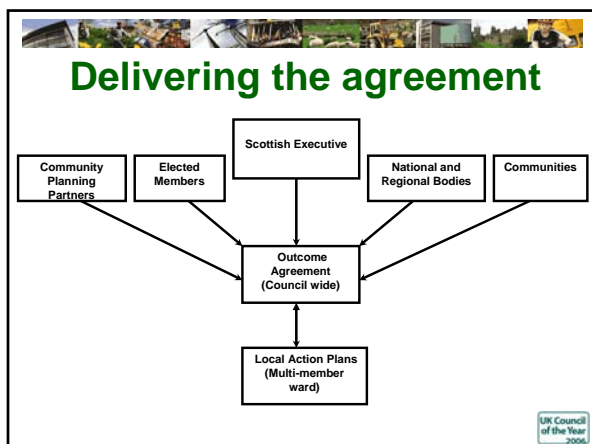 Delivering the agreement
Scottish Executive
Community
Planning
Partners
Elected
Members
National and
Regional Bodies
Communities
Outcome
Agreement
(Council wide)
Local Action Plans
(Multi-member
ward)
UK Council
of the Year
2006